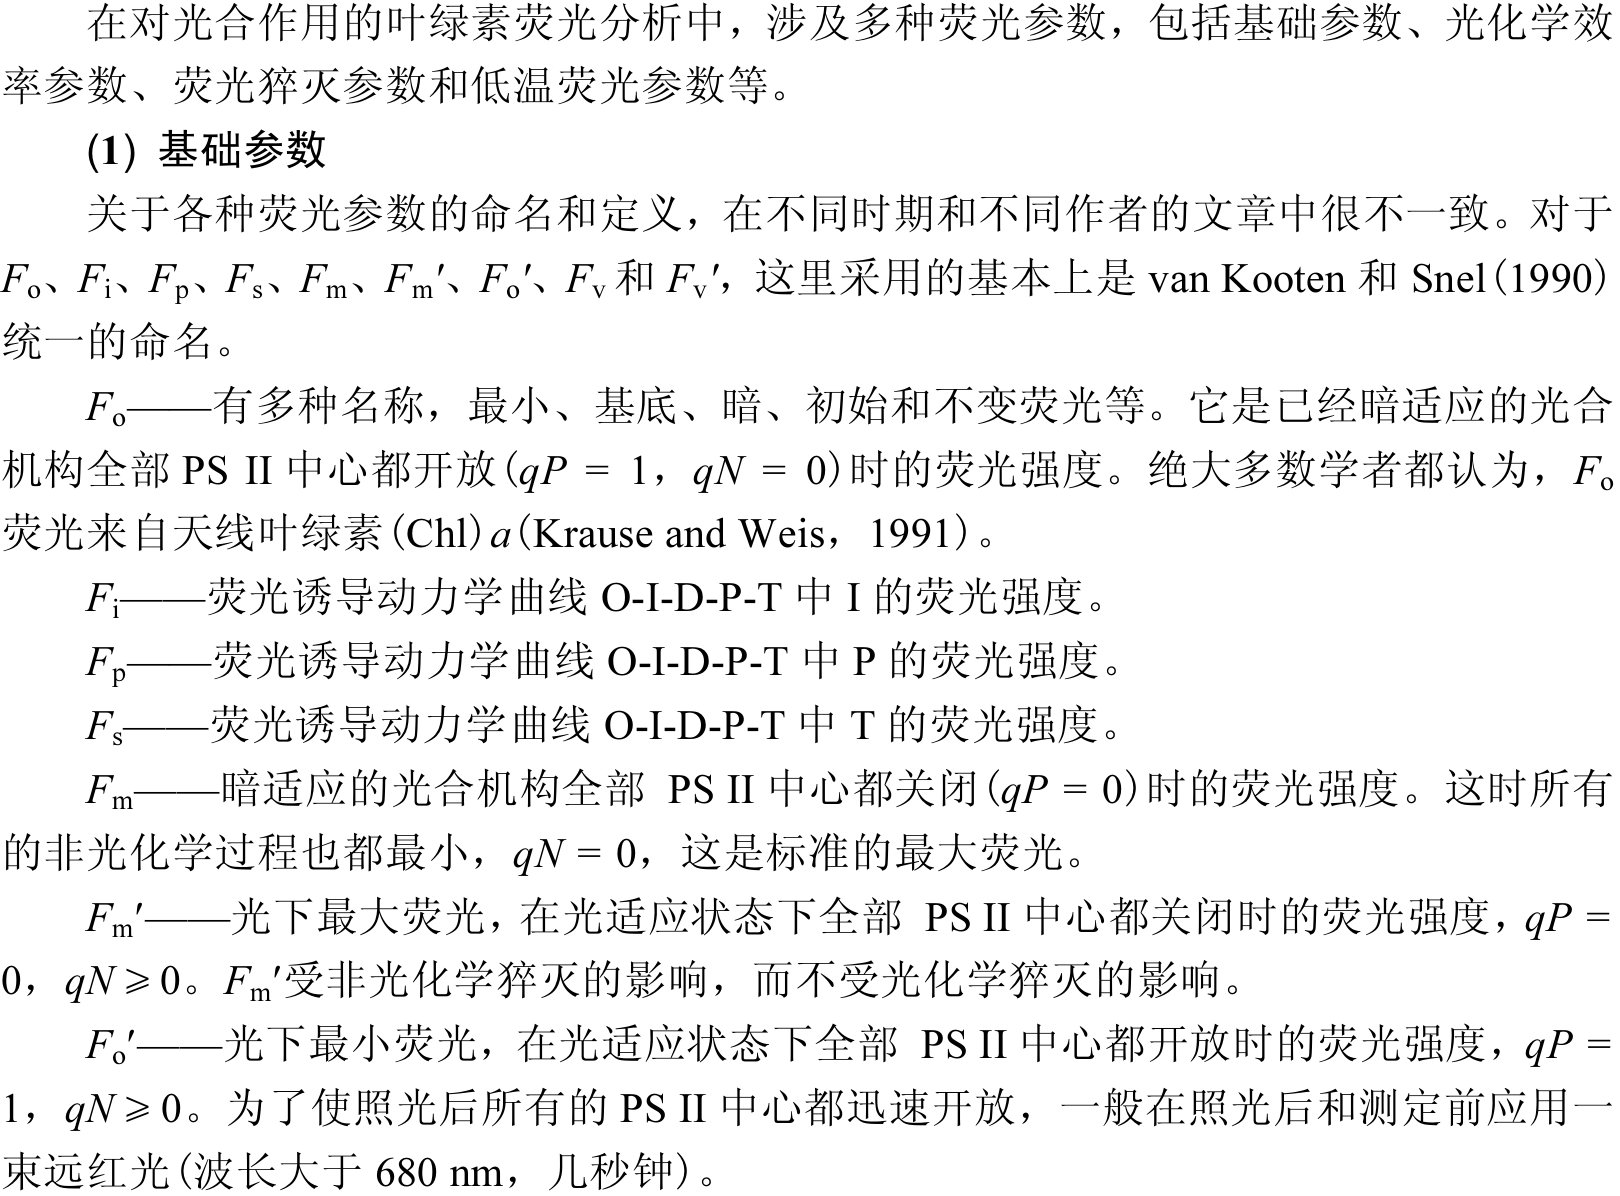 在对光合作用的叶绿素荧光分析中，涉及多种荧光参数，包括基础参数、光化学效
率参数、荧光猝灭参数和低温荧光参数等。
(1) 基础参数
关于各种荧光参数的命名和定义，在不同时期和不同作者的文章中很不一致。对于
Fo、Fi、Fp、Fs、Fm、Fm′、Fo′、Fv和Fv′，这里采用的基本上是 van Kooten 和 Snel(1990)
统一的命名。
Fo——有多种名称，最小、基底、暗、初始和不变荧光等。它是已经暗适应的光合
机构全部 PS II 中心都开放(qP = 1，qN = 0)时的荧光强度。绝大多数学者都认为，Fo
荧光来自天线叶绿素(Chl)a(Krause and Weis，1991)。
Fi——荧光诱导动力学曲线 O-I-D-P-T 中 I 的荧光强度。
Fp——荧光诱导动力学曲线 O-I-D-P-T 中 P 的荧光强度。
Fs——荧光诱导动力学曲线 O-I-D-P-T 中 T 的荧光强度。
Fm——暗适应的光合机构全部 PS II 中心都关闭(qP = 0)时的荧光强度。这时所有
的非光化学过程也都最小，qN = 0，这是标准的最大荧光。
Fm′——光下最大荧光，在光适应状态下全部 PS II 中心都关闭时的荧光强度，qP =
0，qN ⩾ 0。Fm′受非光化学猝灭的影响，而不受光化学猝灭的影响。
Fo′——光下最小荧光，在光适应状态下全部 PS II 中心都开放时的荧光强度，qP =
1，qN ⩾ 0。为了使照光后所有的 PS II 中心都迅速开放，一般在照光后和测定前应用一
束远红光(波长大于 680 nm，几秒钟)。